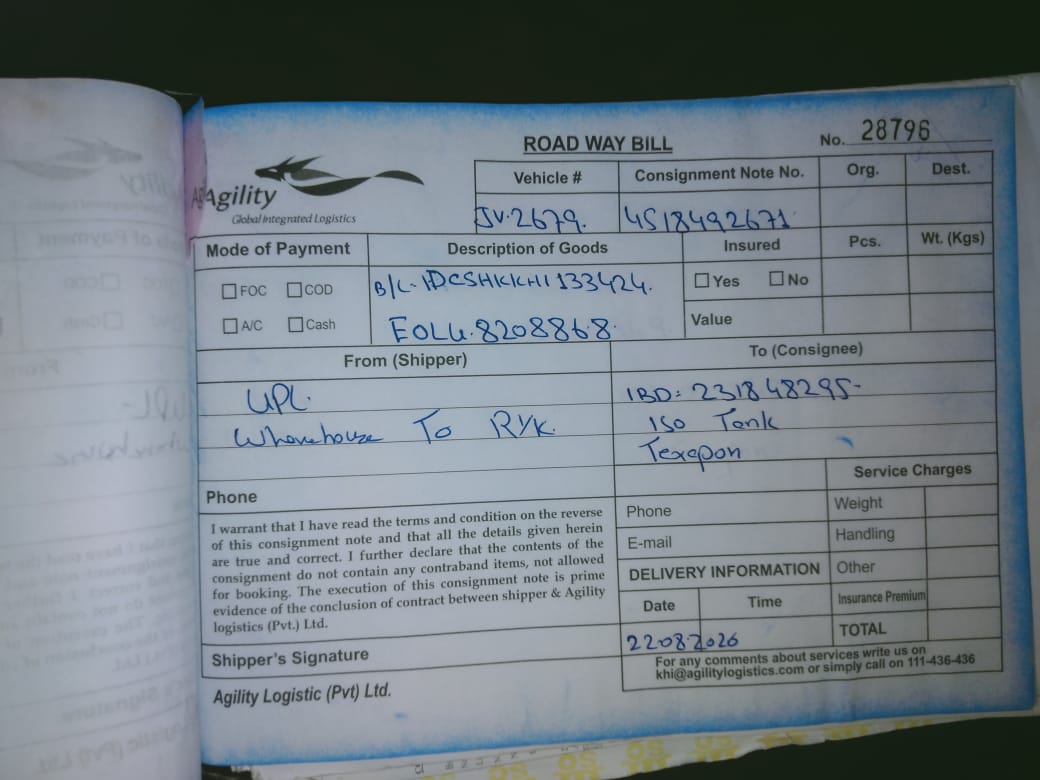 ROAD WAY BILL
No. 28796
Agility
Global Integrated Logistics
Vehicle #
Consignment Note No.
Org.
Dest.
JV.2679.
4518492671
Mode of Payment
Description of Goods
Insured
Pcs.
Wt. (Kgs)
FOC
COD
B/L-HDCSHKKHI133424.
Yes
No
A/C
Cash
EOLU.8208868.
Value
From (Shipper)
To (Consignee)
UPL.
IBD: 231848295-
Wharehouse To RYK.
ISO Tank
Texapon
Service Charges
Phone
Phone
Weight
I warrant that I have read the terms and condition on the reverse
of this consignment note and that all the details given herein
are true and correct. I further declare that the contents of the
consignment do not contain any contraband items, not allowed
for booking. The execution of this consignment note is prime
evidence of the conclusion of contract between shipper & Agility
logistics (Pvt.) Ltd.
E-mail
Handling
DELIVERY INFORMATION
Other
Date
Time
Insurance Premium
22082026
TOTAL
Shipper's Signature
For any comments about services write us on
khi@agilitylogistics.com or simply call on 111-436-436
Agility Logistic (Pvt) Ltd.